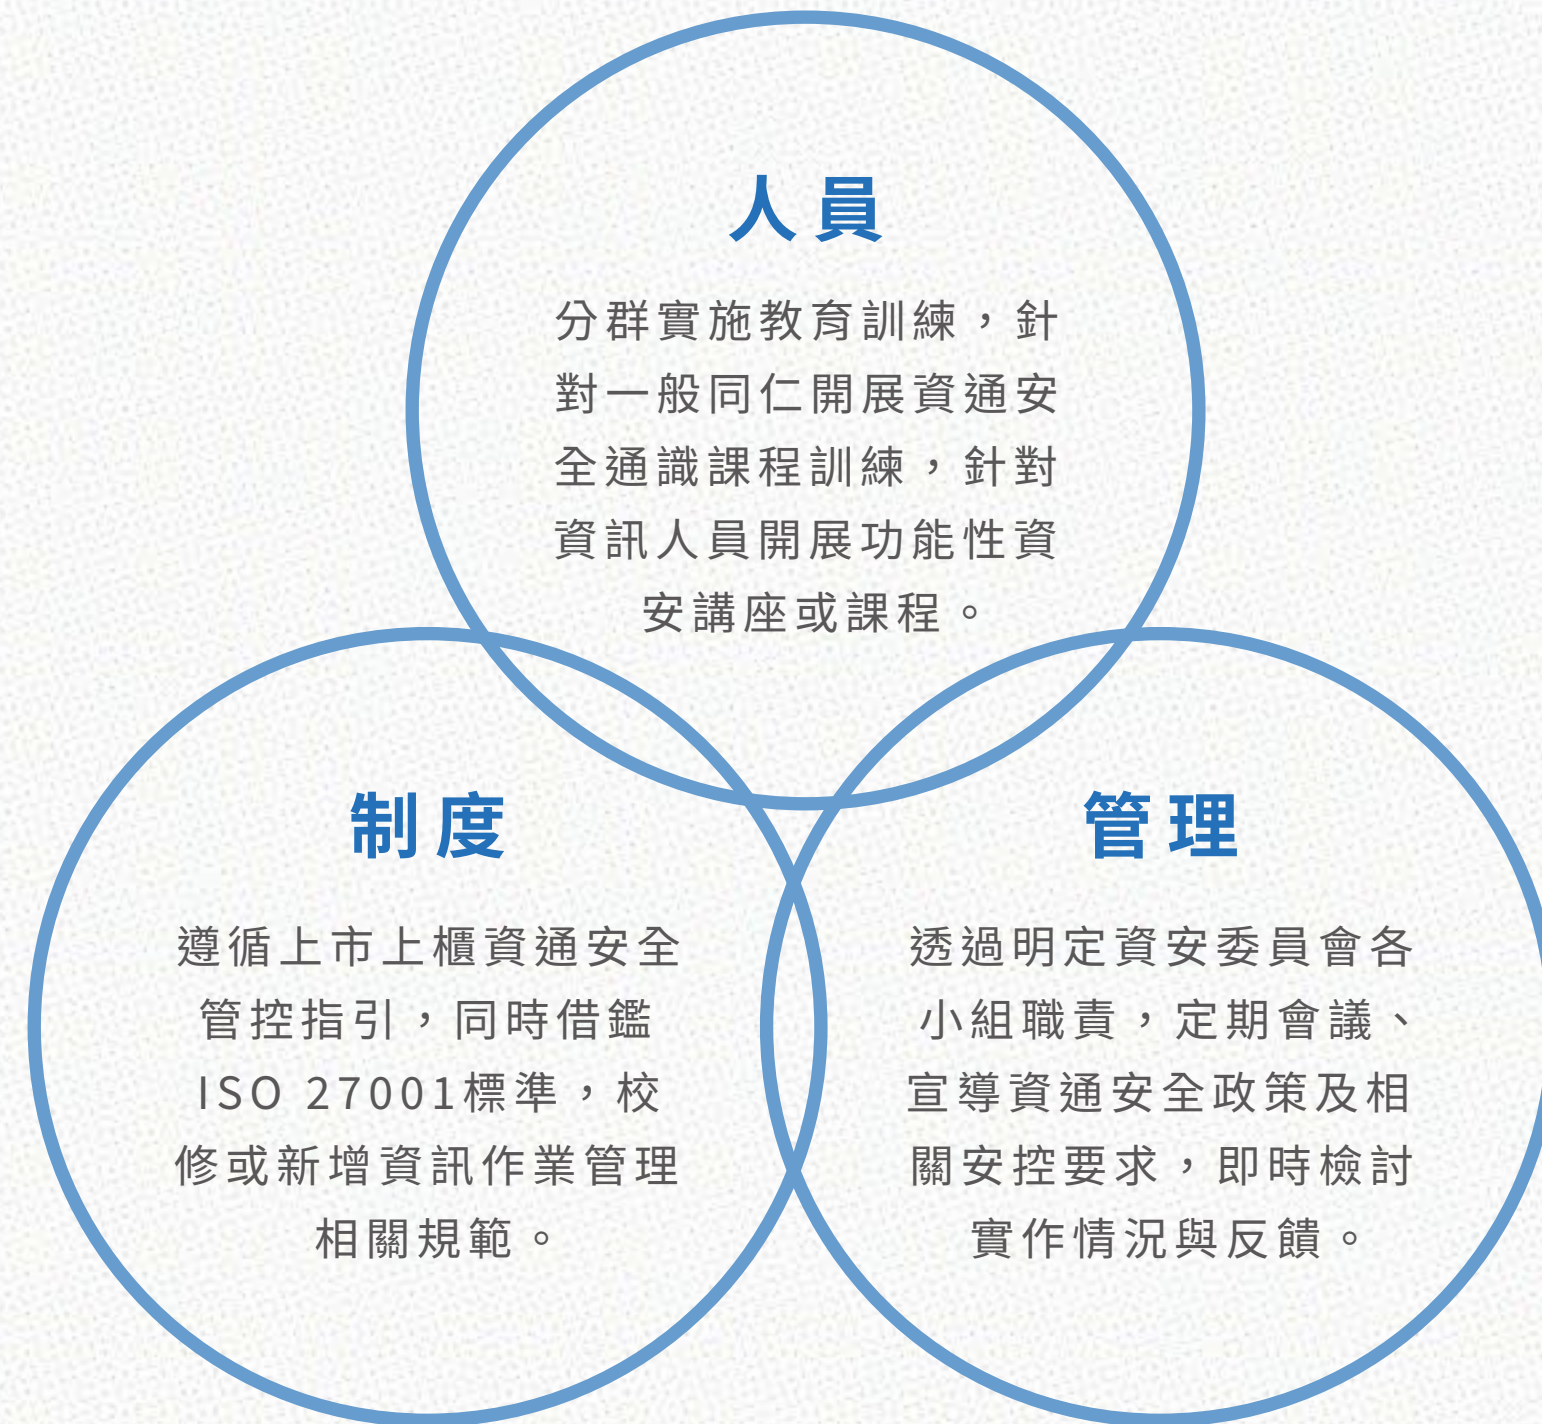 人員
分群實施教育訓練，針
對一般同仁開展資通安
全通識課程訓練，針對
資訊人員開展功能性資
安講座或課程。
制度
遵循上市上櫃資通安全
管控指引，同時借鑑
ISO 27001標準，校
修或新增資訊作業管理
相關規範。
管理
透過明定資安委員會各
小組職責，定期會議、
宣導資通安全政策及相
關安控要求，即時檢討
實作情況與反饋。